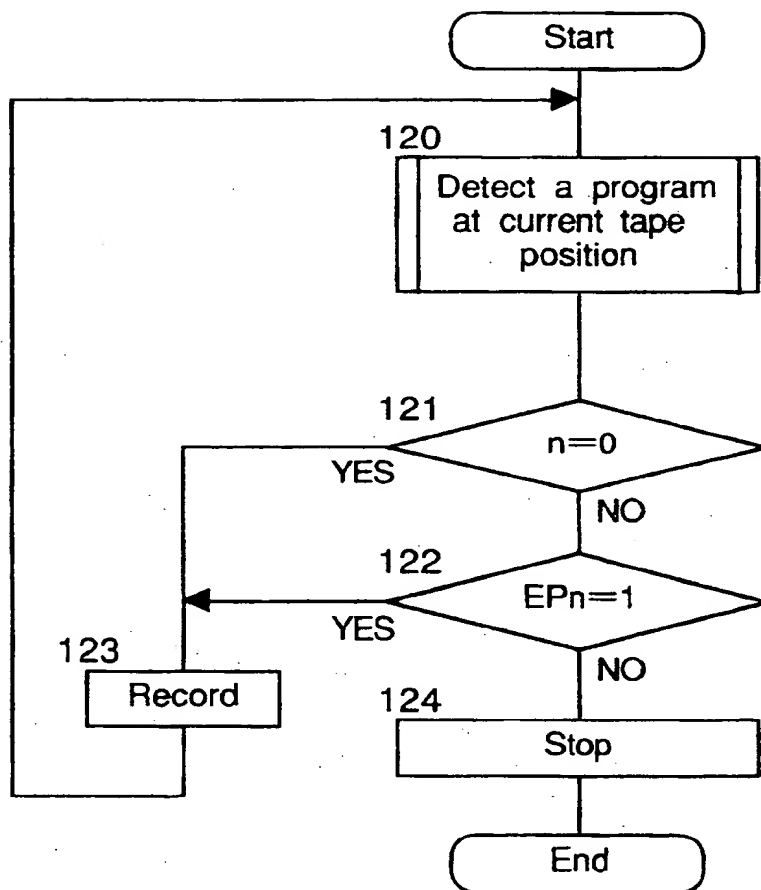 Start
120
Detect a program
at current tape
position
121
n=0
YES
NO
122
EPn=1
YES
NO
123
Record
124
Stop
End